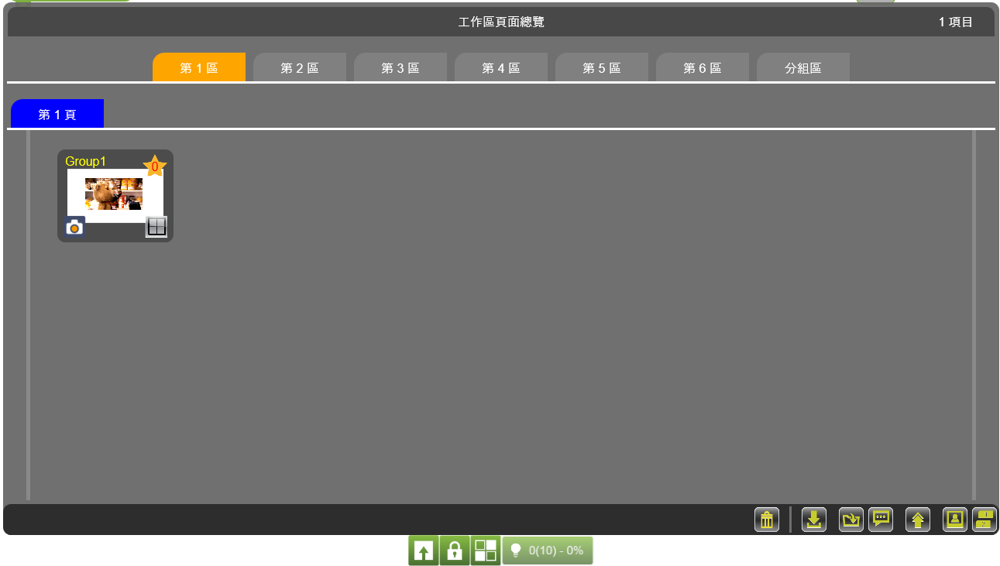 工作區頁面總覽
1 項目
第 1 區
第 2 區
第 3 區
第 4 區
第 5 區
第 6 區
分組區
第 1 頁
Group1
0
1
2
0(10) - 0%